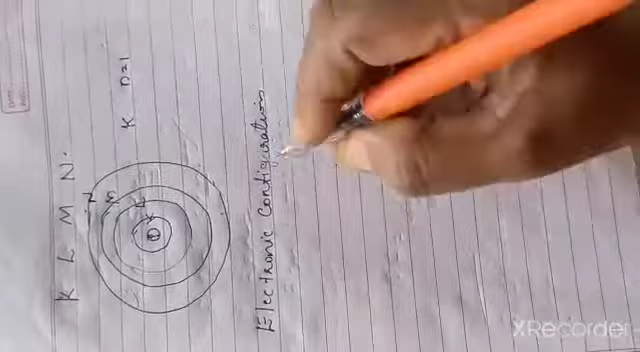 K L M N.
K n=1
N
M
L
K
Electronic Configuration
XRecorder